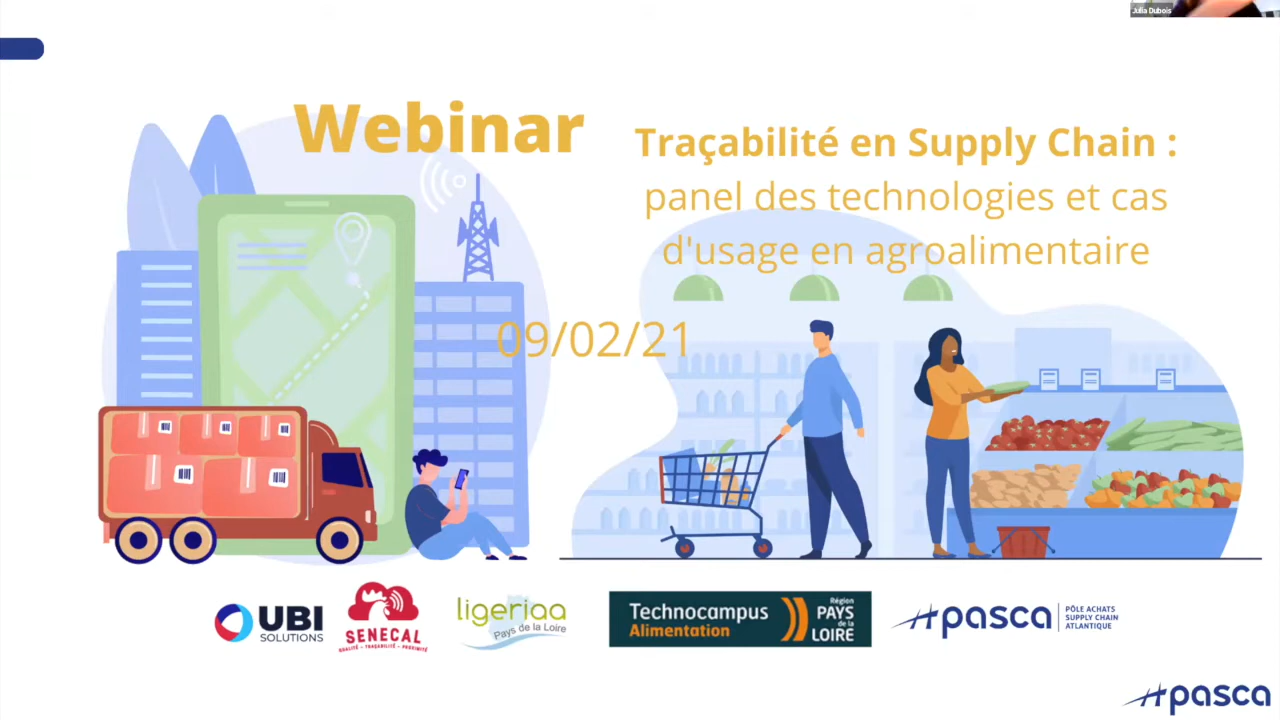 Julia Dubois
Webinar
Traçabilité en Supply Chain :
panel des technologies et cas
d'usage en agroalimentaire
09/02/21
UBI
SOLUTIONS
SENECAL
QUALITÉ - TRAÇABILITÉ - PROXIMITÉ
ligeriaa
Pays de la Loire
Technocampus
Alimentation
Région
PAYS
de la
LOIRE
pasca
PÔLE ACHATS
SUPPLY CHAIN
ATLANTIQUE
pasca